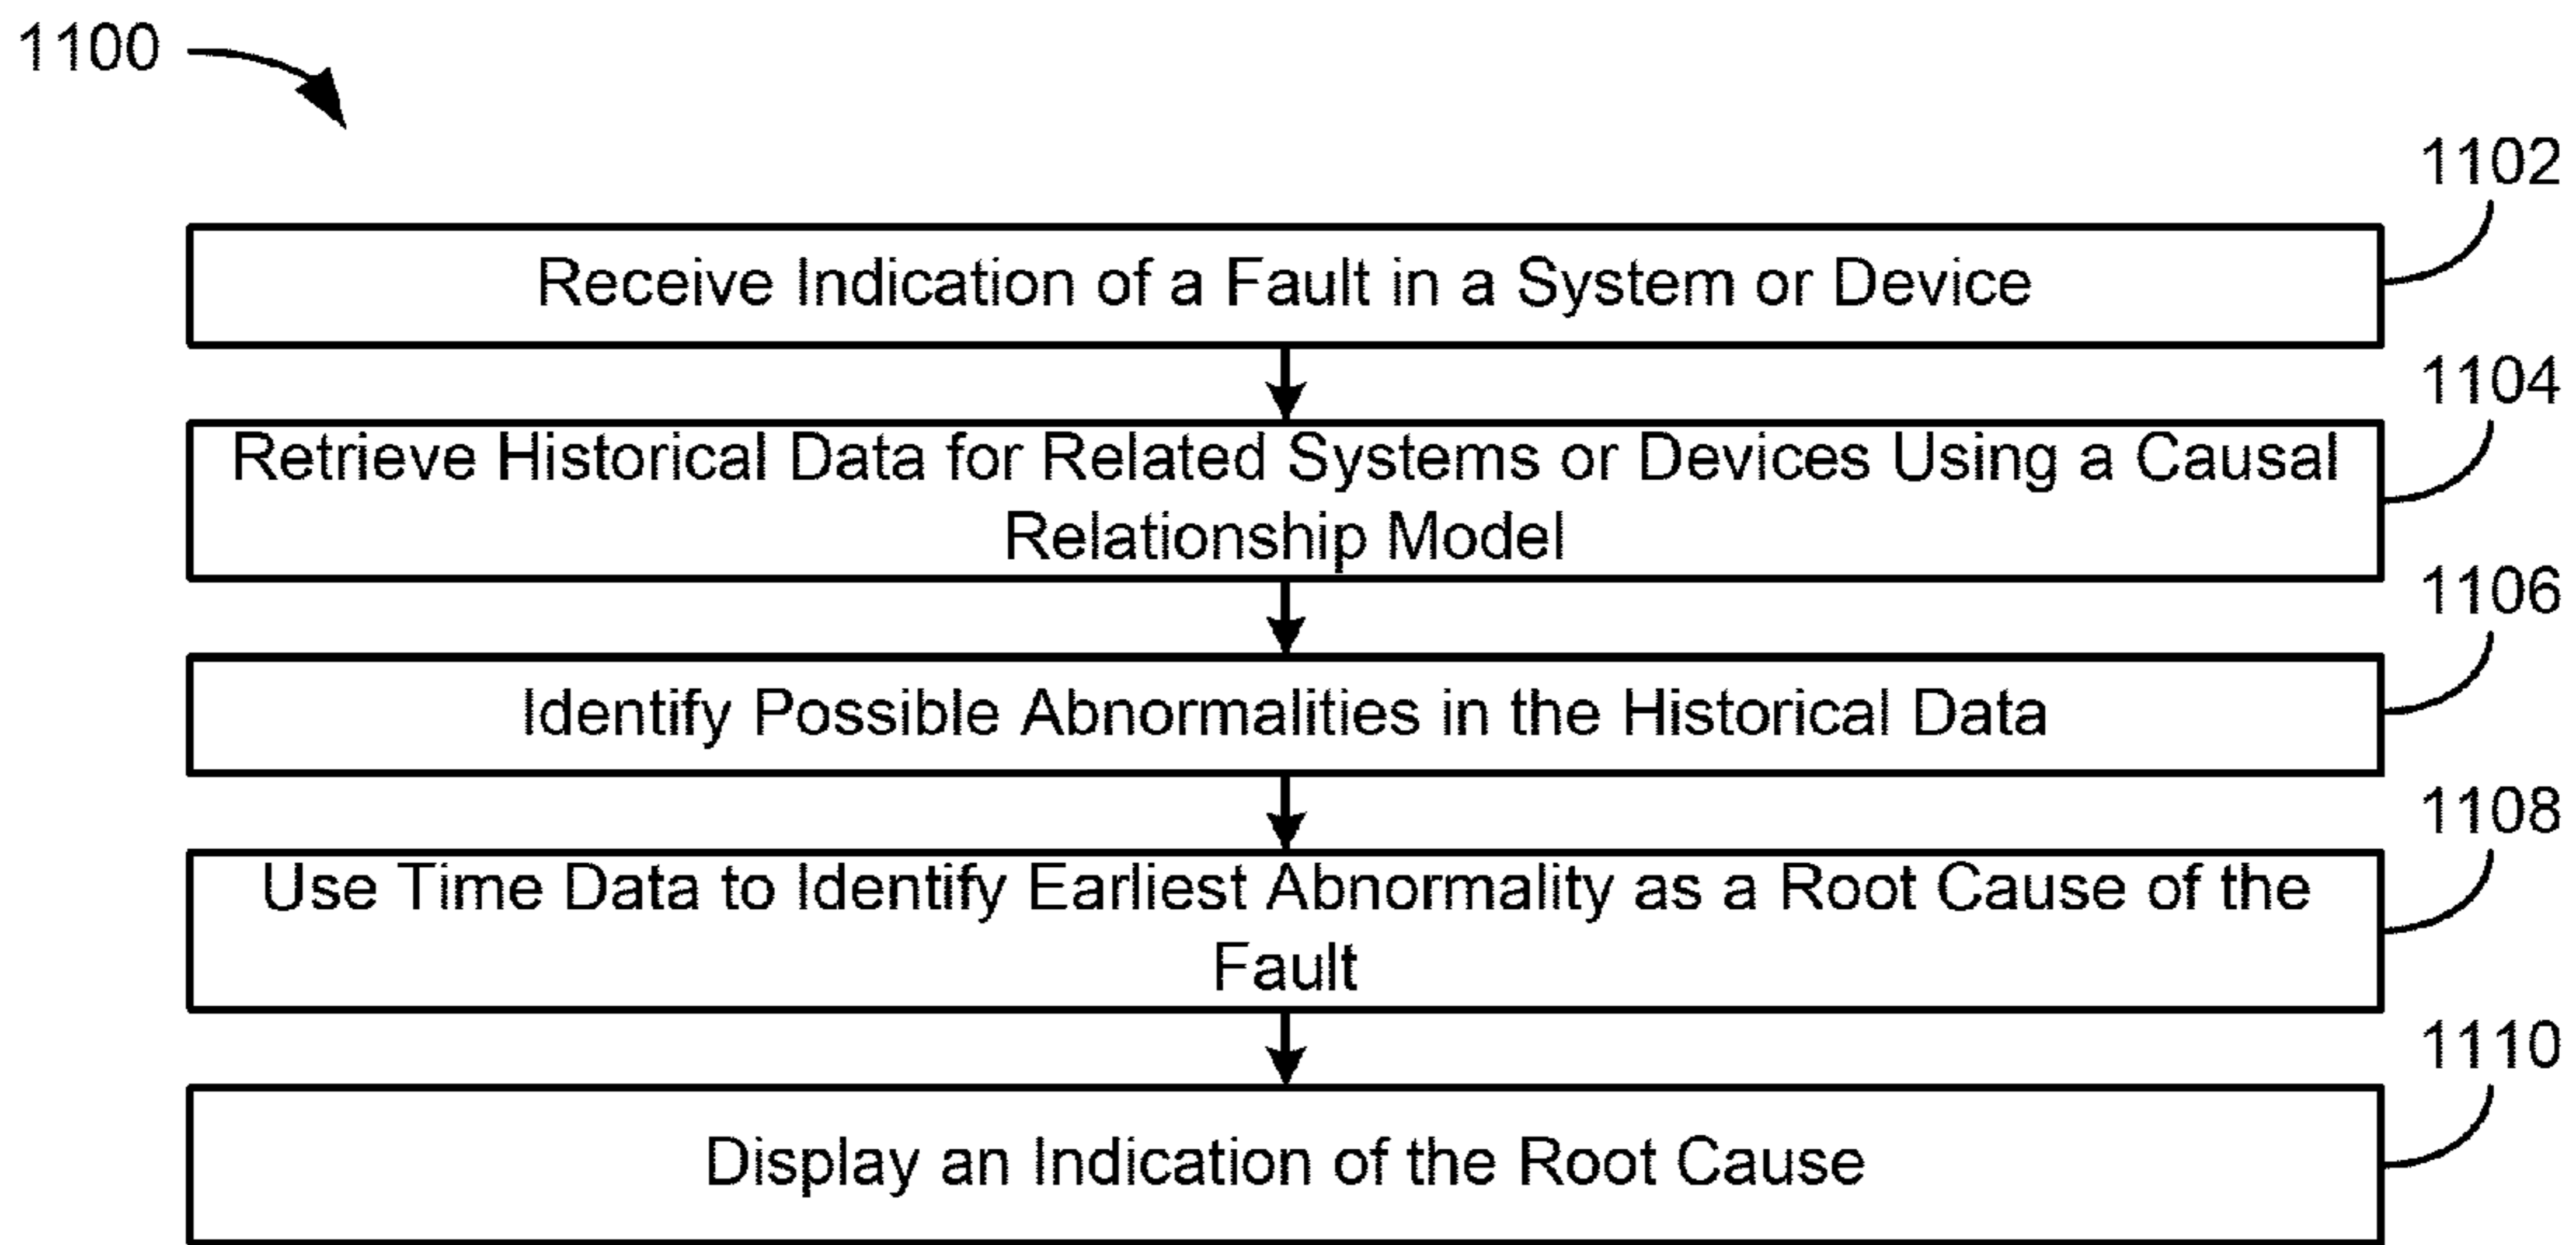 1100
1102
Receive Indication of a Fault in a System or Device
1104
Retrieve Historical Data for Related Systems or Devices Using a Causal
Relationship Model
1106
Identify Possible Abnormalities in the Historical Data
1108
Use Time Data to Identify Earliest Abnormality as a Root Cause of the
Fault
1110
Display an Indication of the Root Cause